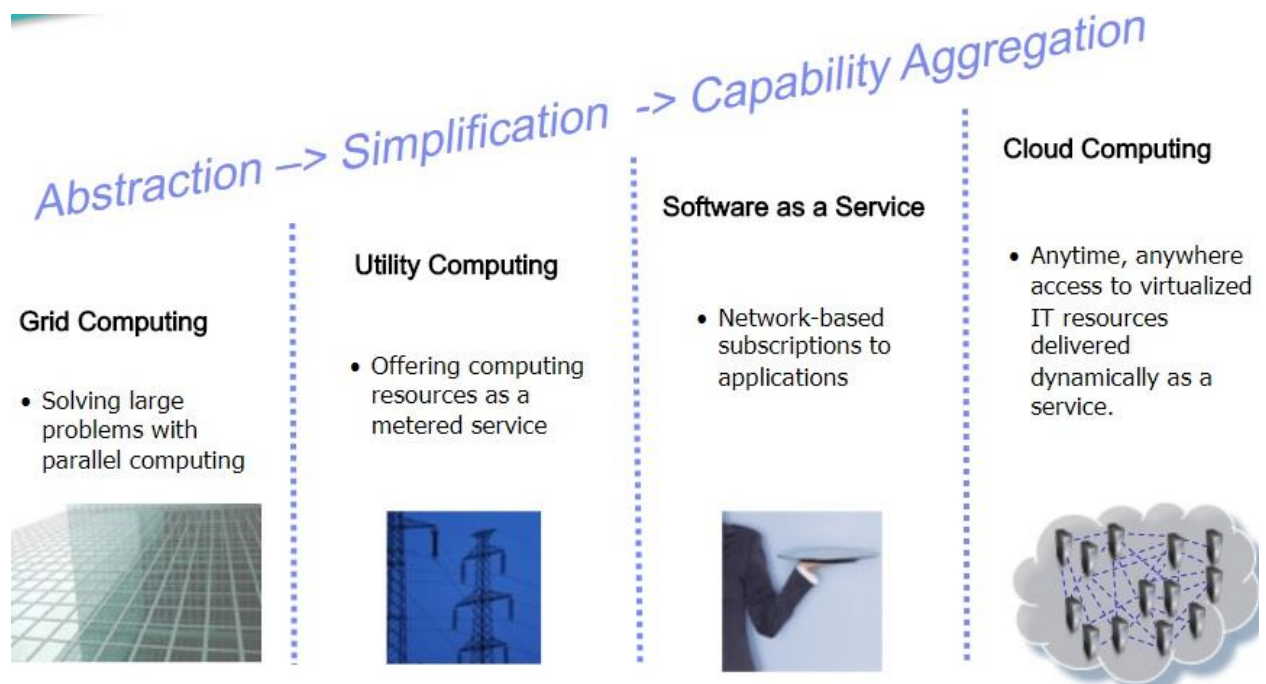 Abstraction –> Simplification -> Capability Aggregation
Grid Computing
• Solving large
problems with
parallel computing
Utility Computing
• Offering computing
resources as a
metered service
Software as a Service
• Network-based
subscriptions to
applications
Cloud Computing
• Anytime, anywhere
access to virtualized
IT resources
delivered
dynamically as a
service.